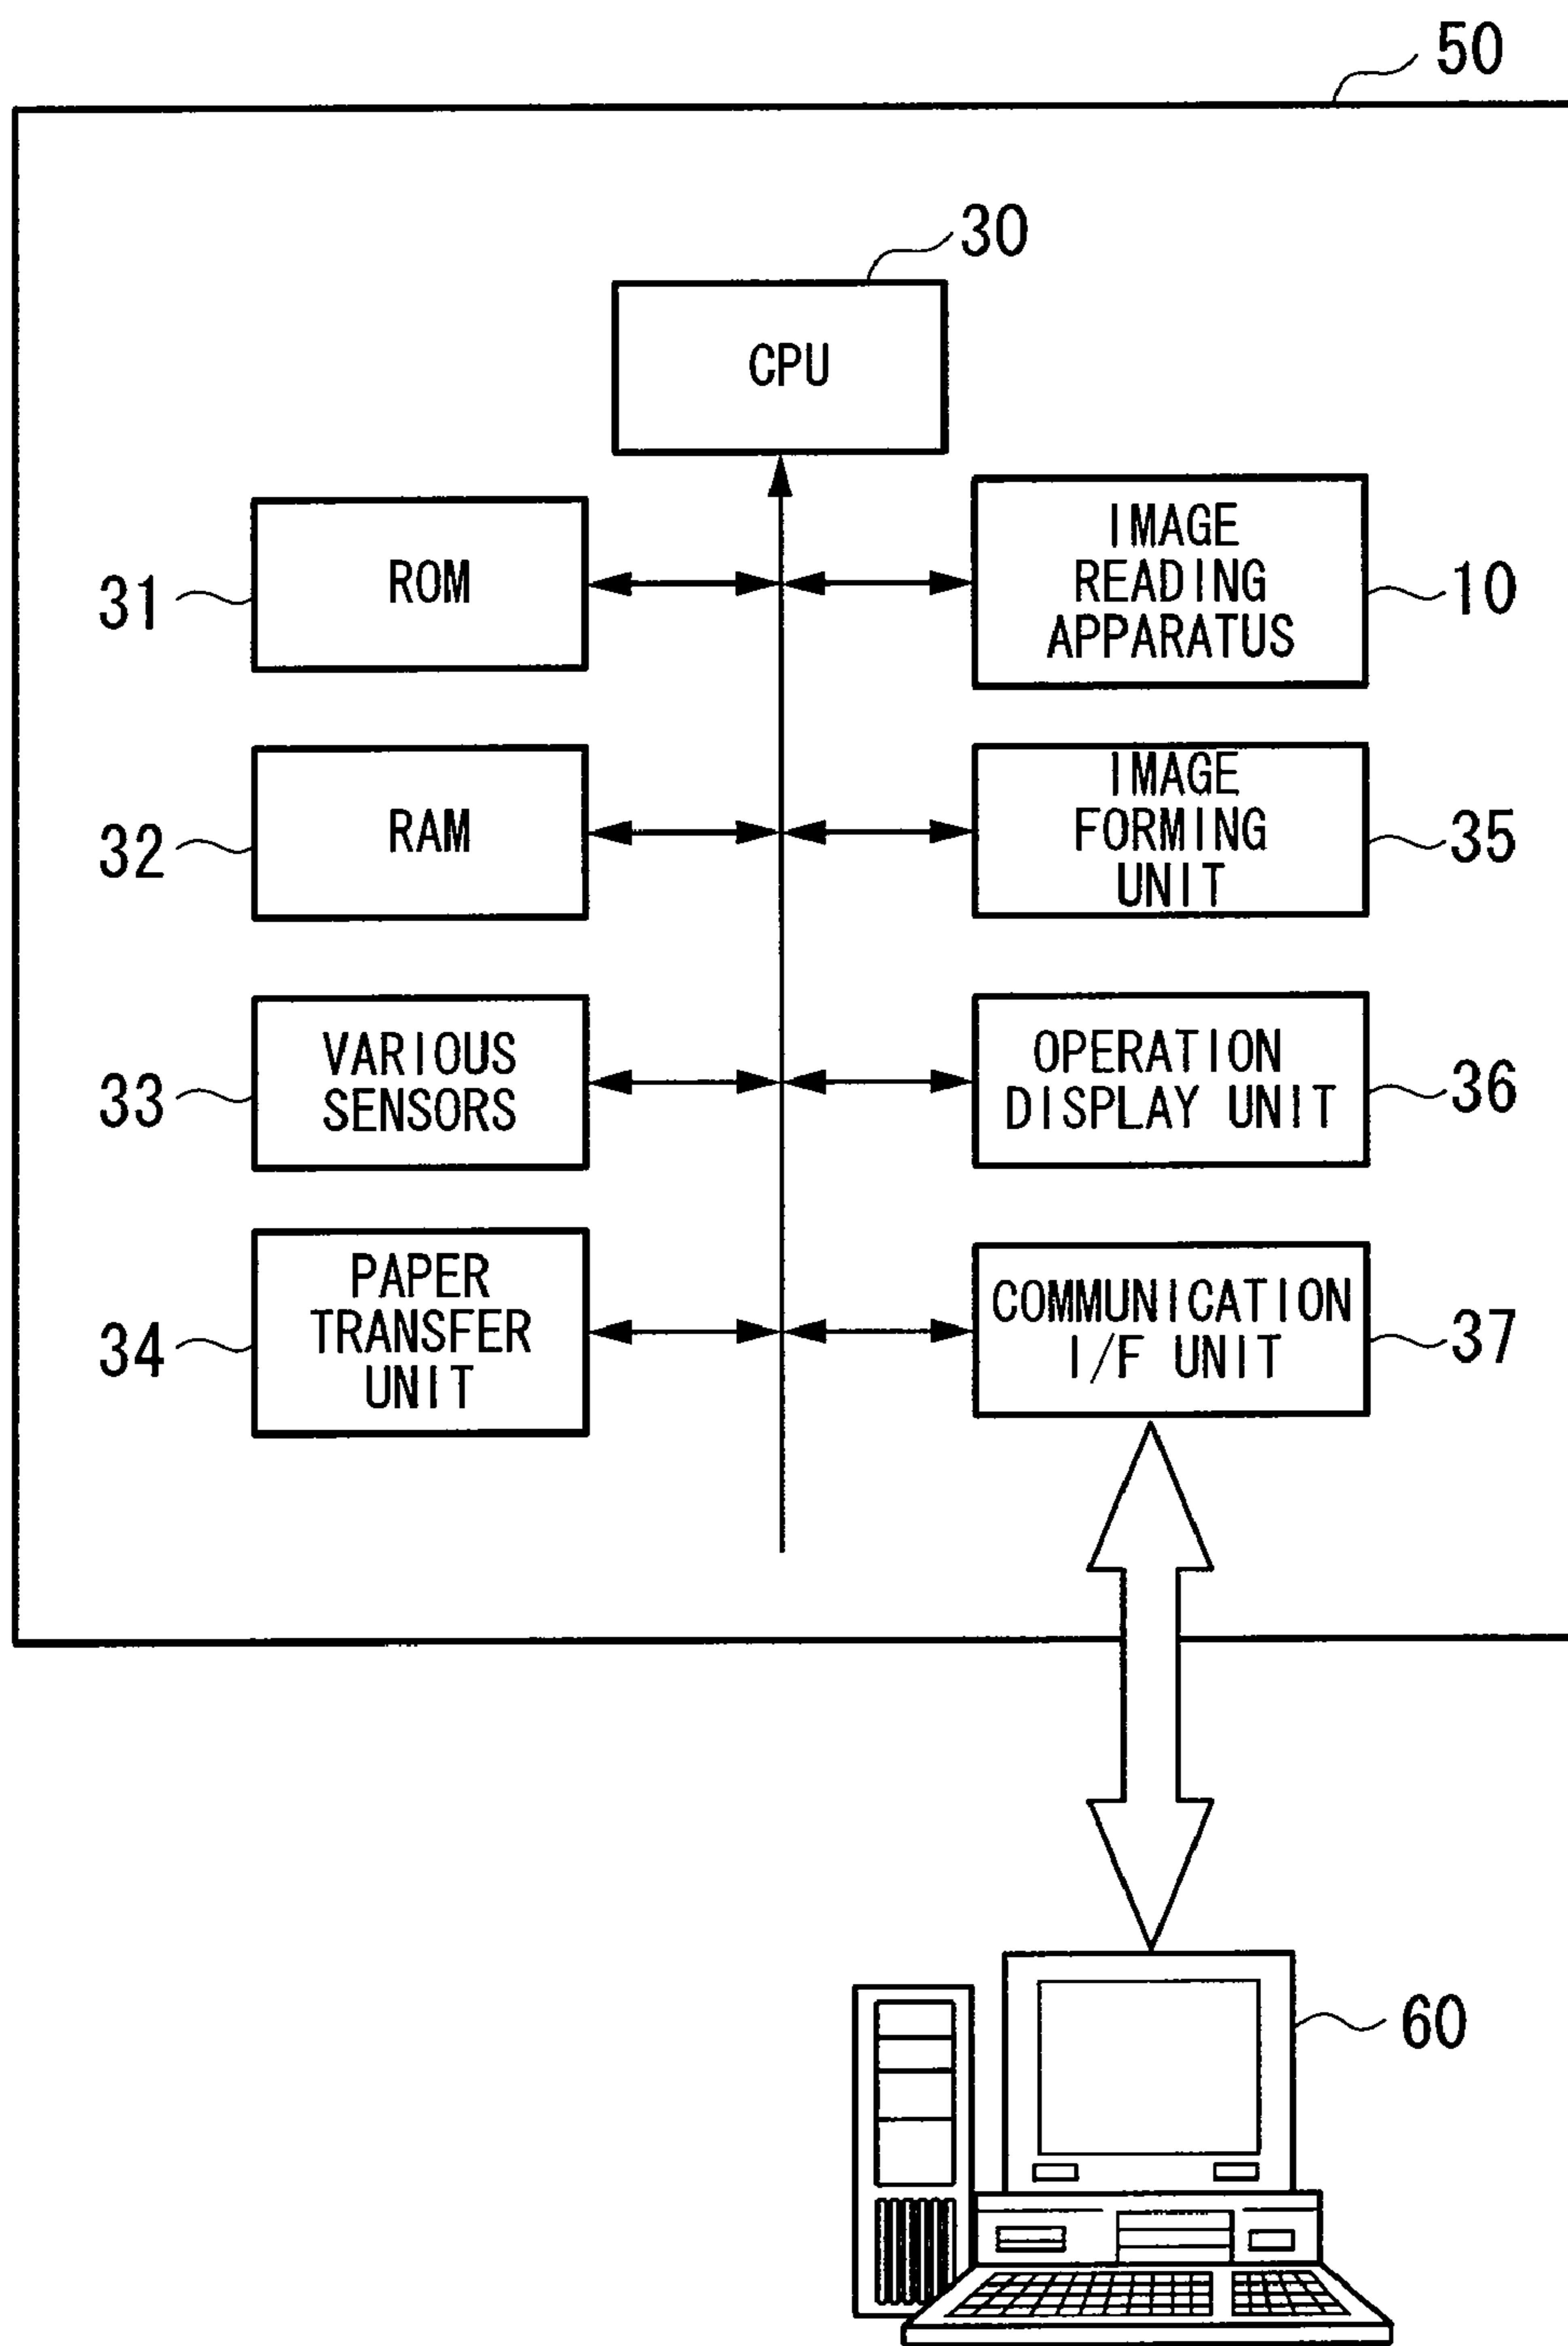 50
30
CPU
31
ROM
IMAGE
READING
APPARATUS
10
32
RAM
IMAGE
FORMING
UNIT
35
33
VARIOUS
SENSORS
OPERATION
DISPLAY UNIT
36
34
PAPER
TRANSFER
UNIT
COMMUNICATION
I/F UNIT
37
60